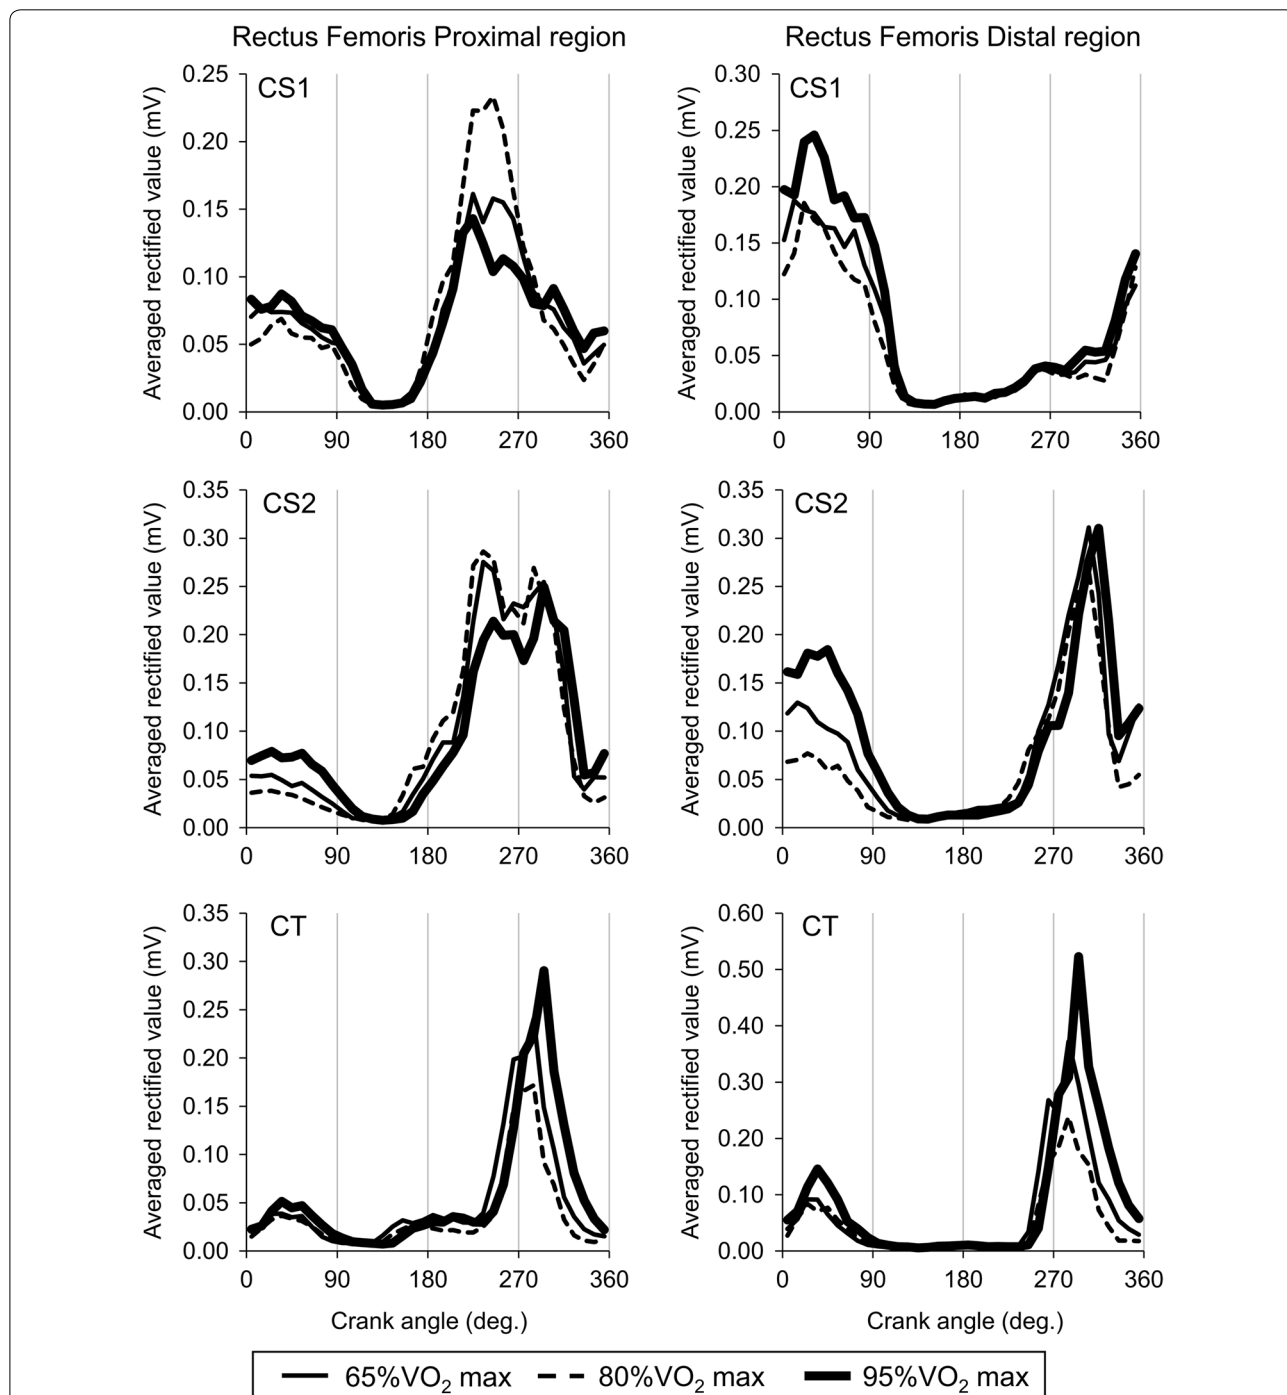 Rectus Femoris Proximal region
Rectus Femoris Distal region
Averaged rectified value (mV)
CS1
0.25
0.20
0.15
0.10
0.05
0.00
0 90 180 270 360
Averaged rectified value (mV)
CS1
0.30
0.25
0.20
0.15
0.10
0.05
0.00
0 90 180 270 360
Averaged rectified value (mV)
CS2
0.35
0.30
0.25
0.20
0.15
0.10
0.05
0.00
0 90 180 270 360
Averaged rectified value (mV)
CS2
0.35
0.30
0.25
0.20
0.15
0.10
0.05
0.00
0 90 180 270 360
Averaged rectified value (mV)
CT
0.35
0.30
0.25
0.20
0.15
0.10
0.05
0.00
0 90 180 270 360
Crank angle (deg.)
Averaged rectified value (mV)
CT
0.60
0.50
0.40
0.30
0.20
0.10
0.00
0 90 180 270 360
Crank angle (deg.)
65%VO₂ max 80%VO₂ max 95%VO₂ max